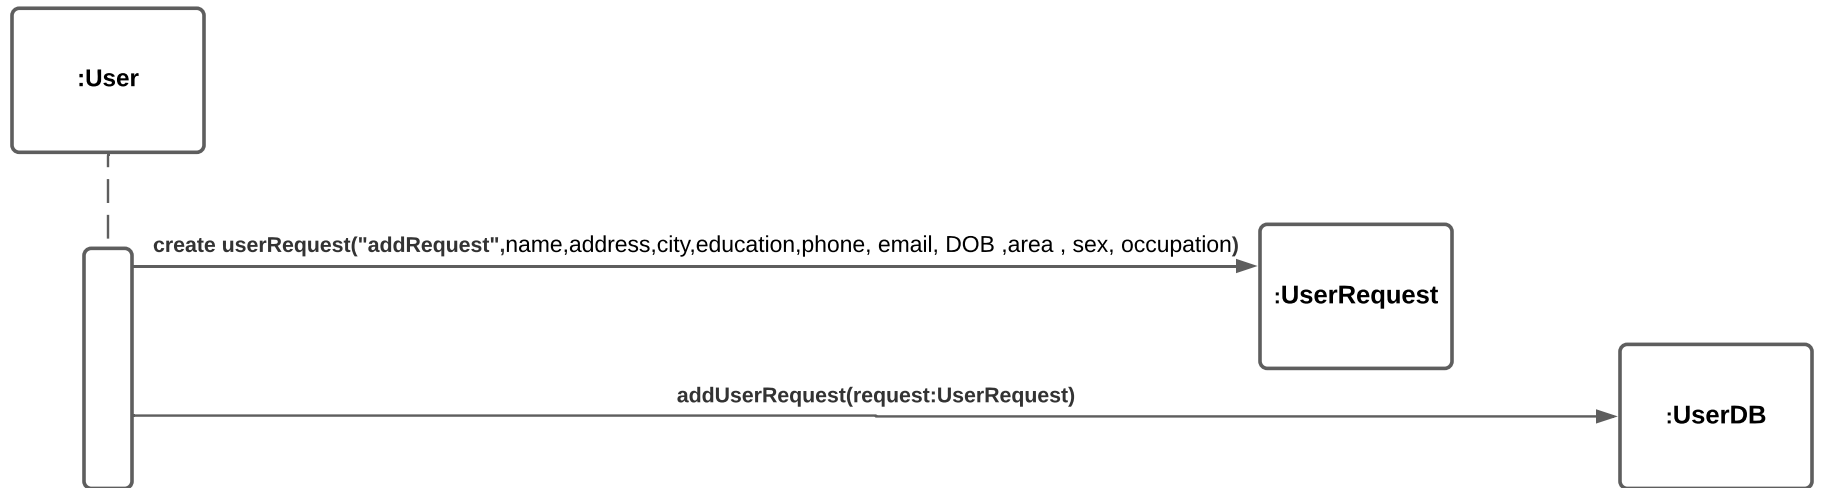 :User
create userRequest("addRequest",name,address,city,education,phone, email, DOB ,area , sex, occupation)
:UserRequest
addUserRequest(request:UserRequest)
:UserDB